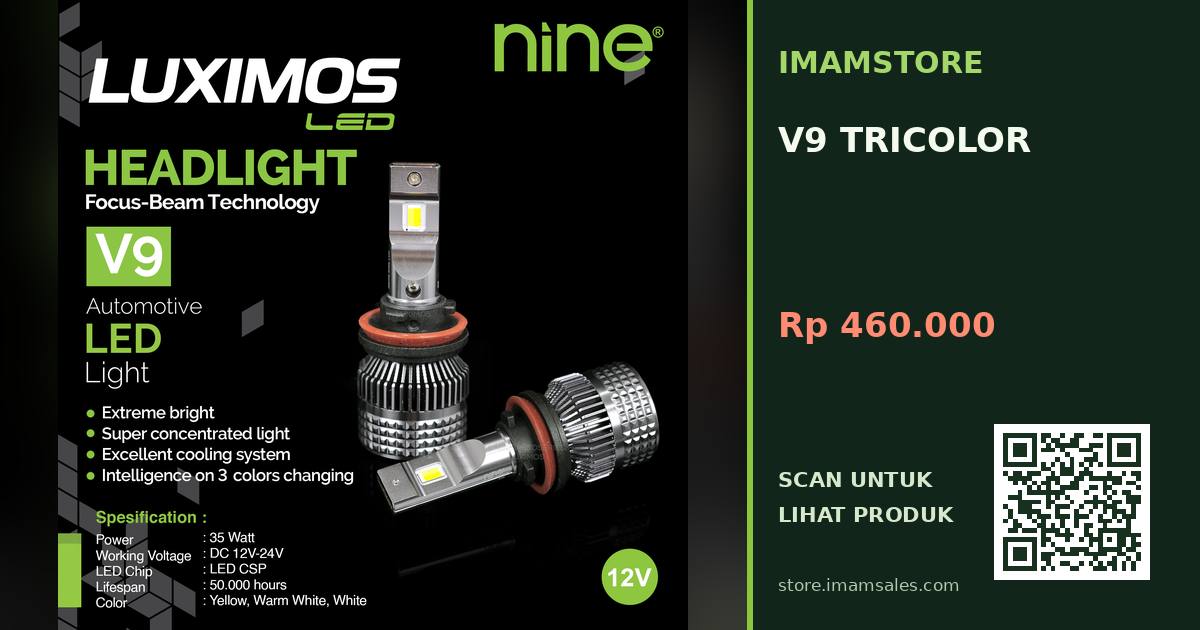 LUXIMOS
LED
nine®
HEADLIGHT
Focus-Beam Technology
V9
Automotive
LED
Light
Extreme bright
Super concentrated light
Excellent cooling system
Intelligence on 3 colors changing
Spesification :
Power : 35 Watt
Working Voltage : DC 12V-24V
LED Chip : LED CSP
Lifespan : 50.000 hours
Color : Yellow, Warm White, White
12V
IMAMSTORE
V9 TRICOLOR
Rp 460.000
SCAN UNTUK
LIHAT PRODUK
store.imamsales.com